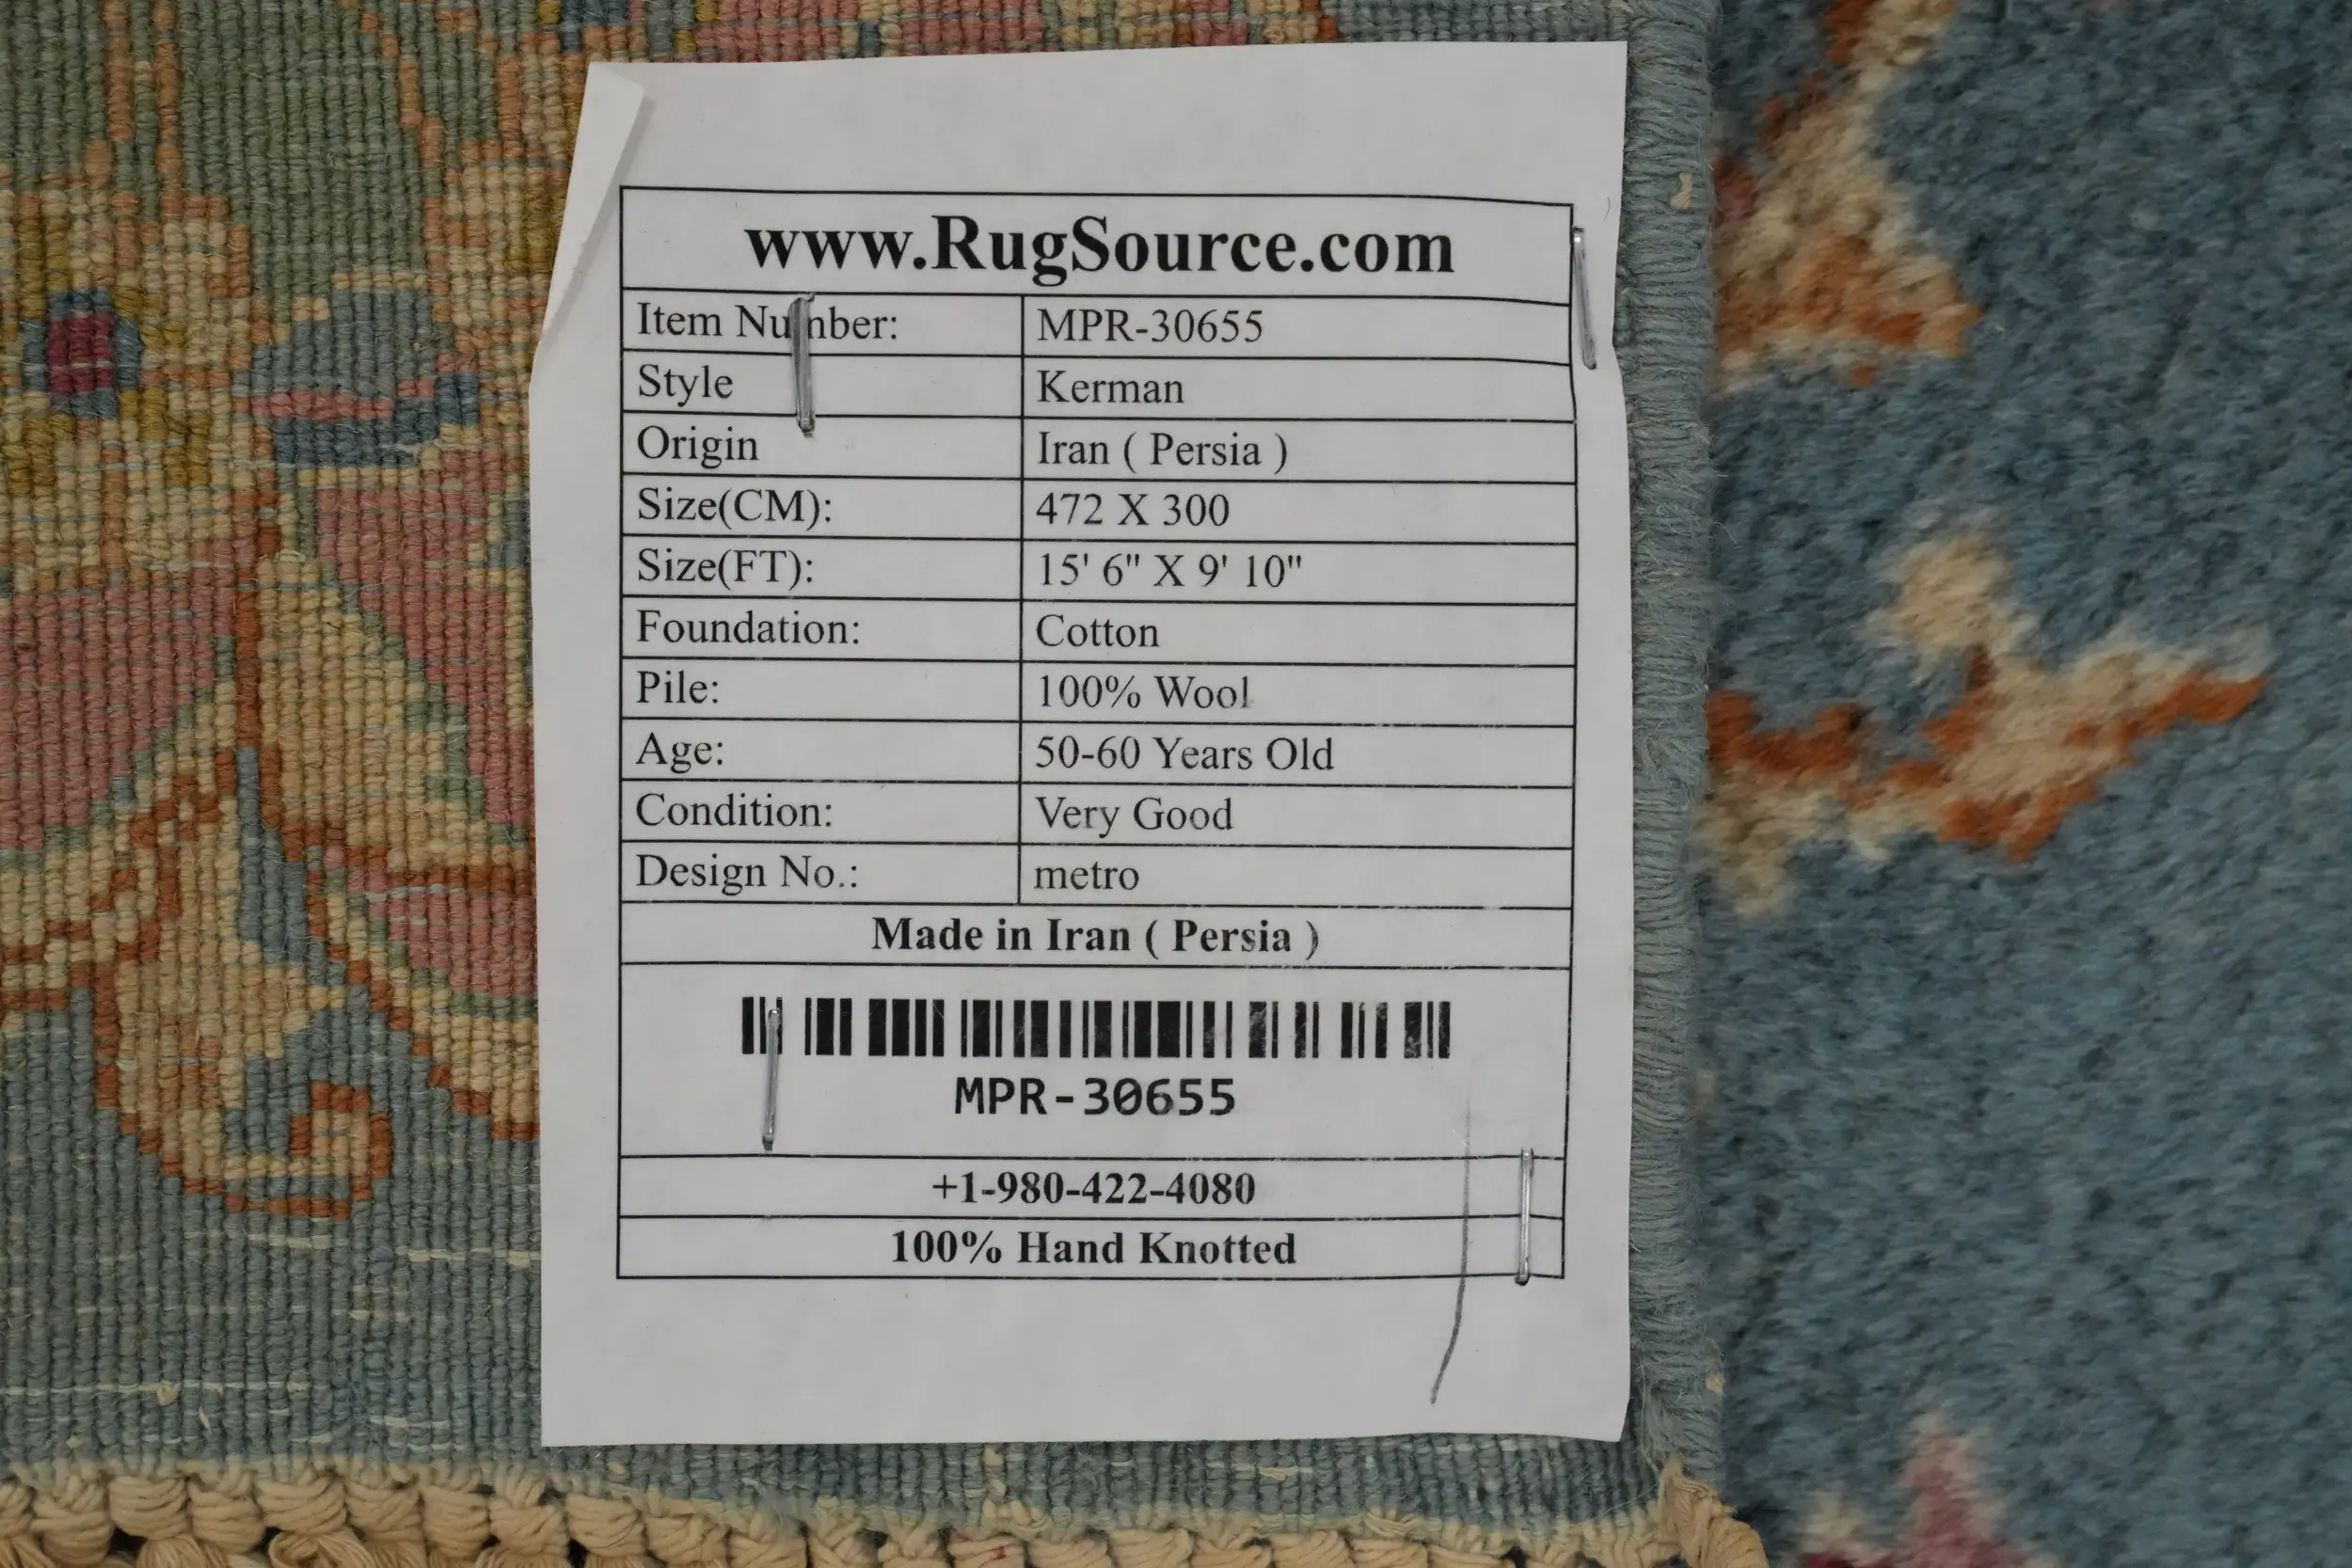 www.RugSource.com
Item Number: MPR-30655
Style Kerman
Origin Iran ( Persia )
Size(CM): 472 X 300
Size(FT): 15' 6" X 9' 10"
Foundation: Cotton
Pile: 100% Wool
Age: 50-60 Years Old
Condition: Very Good
Design No.: metro
Made in Iran ( Persia )
MPR-30655
+1-980-422-4080
100% Hand Knotted